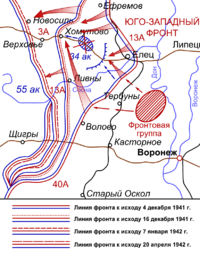 Ефремов
Новосиль
ЮГО-ЗАПАДНЫЙ
ФРОНТ
3А
Хомутово
13А
Верховье
34 ак
Елец
Липецк
Ливны
55 ак
13А
Тербуны
Фронтовая
группа
Волово
Щигры
Касторное
Воронеж
40А
Старый Оскол
Линия фронта к исходу 4 декабря 1941 г.
Линия фронта к исходу 16 декабря 1941 г.
Линия фронта к исходу 7 января 1942 г.
Линия фронта к исходу 20 апреля 1942 г.